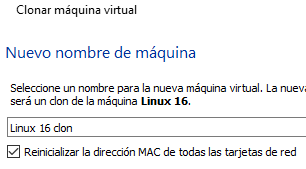 Clonar máquina virtual
Nuevo nombre de máquina
Seleccione un nombre para la nueva máquina virtual. La nueva
será un clon de la máquina Linux 16.
Linux 16 clon
Reinicializar la dirección MAC de todas las tarjetas de red